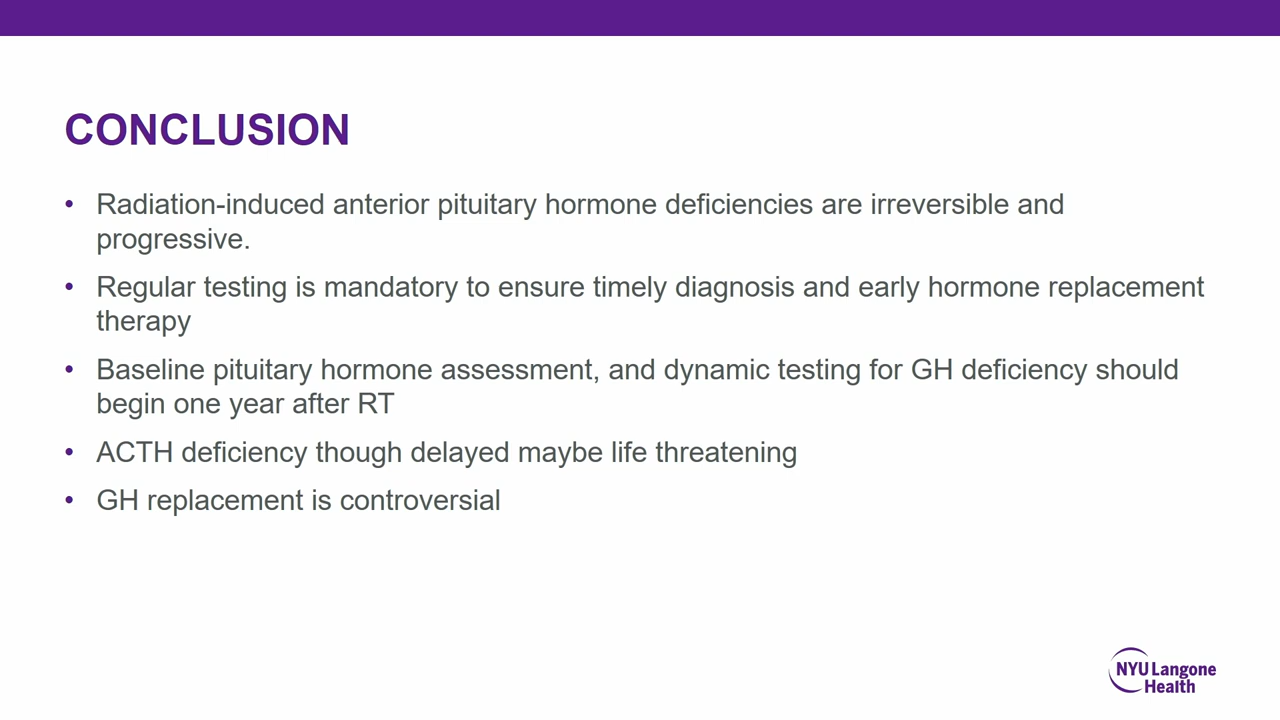 CONCLUSION
• Radiation-induced anterior pituitary hormone deficiencies are irreversible and
progressive.
• Regular testing is mandatory to ensure timely diagnosis and early hormone replacement
therapy
• Baseline pituitary hormone assessment, and dynamic testing for GH deficiency should
begin one year after RT
• ACTH deficiency though delayed maybe life threatening
• GH replacement is controversial
NYU Langone
Health